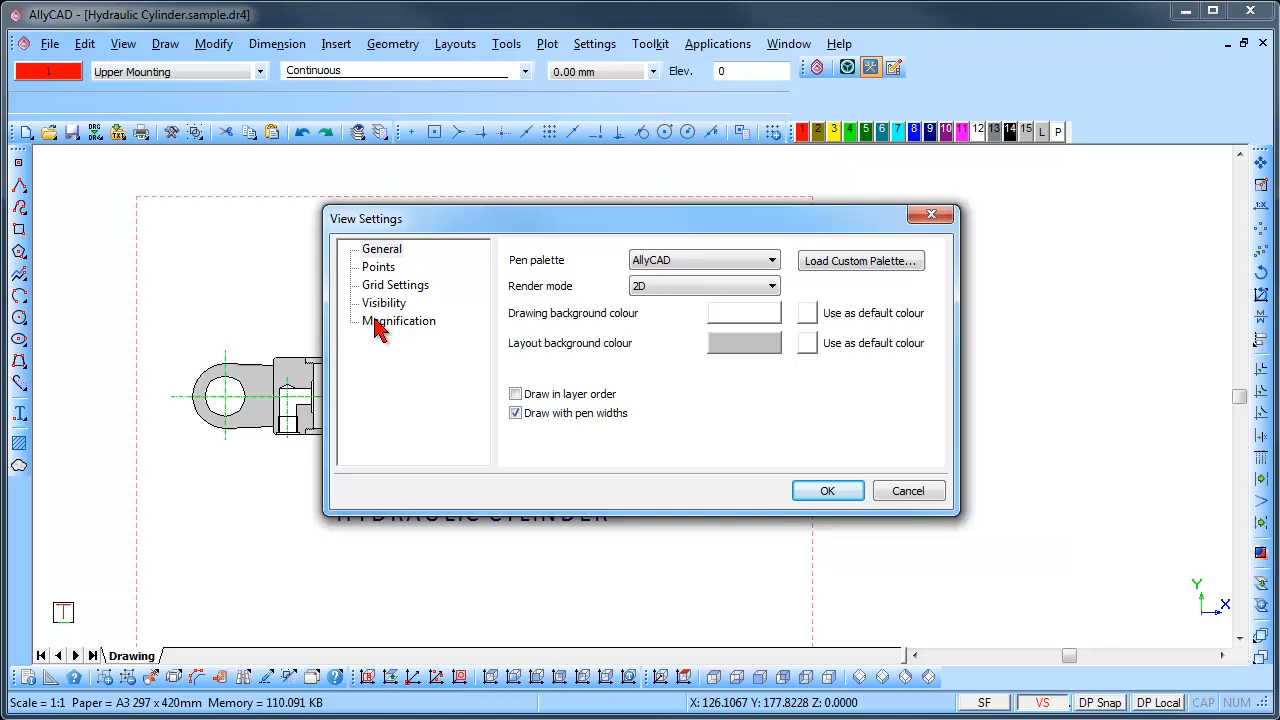 AllyCAD - [Hydraulic Cylinder.sample.dr4]
File Edit View Draw Modify Dimension Insert Geometry Layouts Tools Plot Settings Toolkit Applications Window Help
1 Upper Mounting Continuous 0.00 mm Elev. 0
1 2 3 4 5 6 7 8 9 10 11 12 13 14 15 L P
View Settings
General
Points
Grid Settings
Visibility
Magnification
Pen palette AllyCAD Load Custom Palette...
Render mode 2D
Drawing background colour Use as default colour
Layout background colour Use as default colour
Draw in layer order
Draw with pen widths
OK Cancel
HYDRAULIC CYLINDER
T
Y
X
Drawing
Scale = 1:1 Paper = A3 297 x 420mm Memory = 110.091 KB X: 126.1067 Y: 177.8228 Z: 0.0000 SF VS DP Snap DP Local CAP NUM